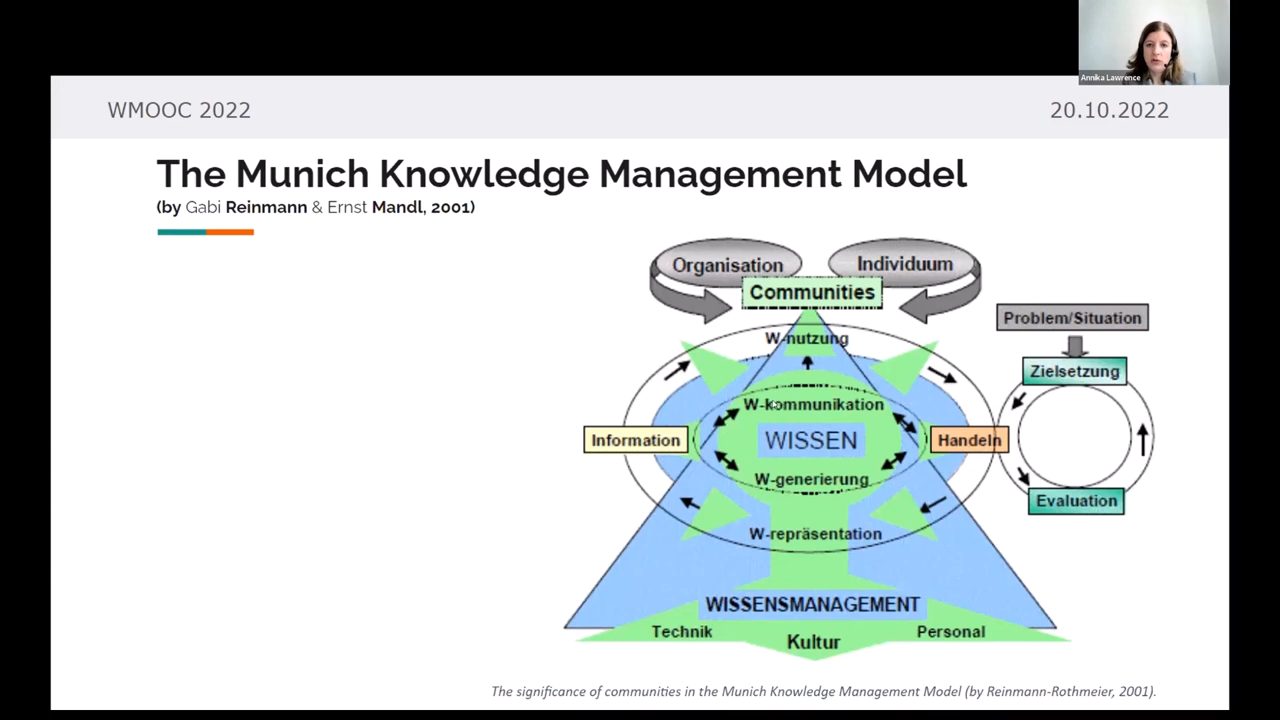 Annika Lawrence
WMOOC 2022
20.10.2022
The Munich Knowledge Management Model
(by Gabi Reinmann & Ernst Mandl, 2001)
Organisation
Individuum
Communities
Problem/Situation
W-nutzung
Zielsetzung
W-kommunikation
Information
WISSEN
Handeln
W-generierung
Evaluation
W-repräsentation
WISSENSMANAGEMENT
Technik
Kultur
Personal
The significance of communities in the Munich Knowledge Management Model (by Reinmann-Rothmeier, 2001).